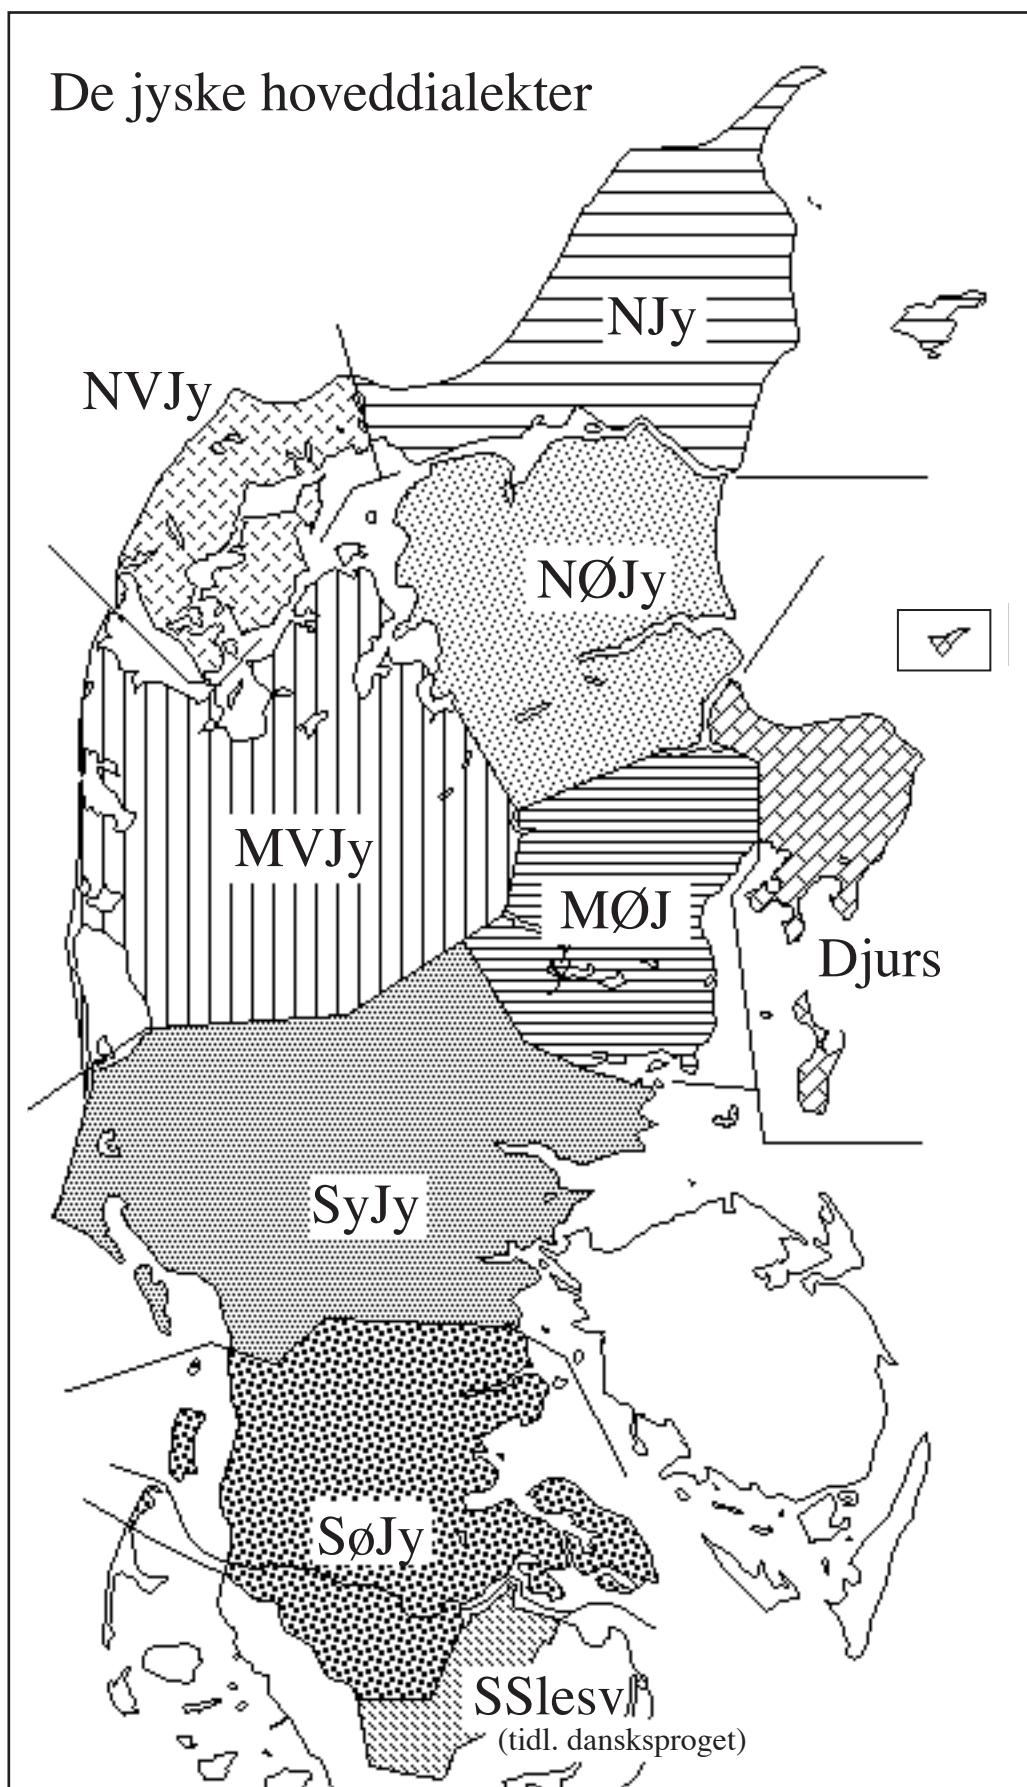 De jyske hoveddialekter
NJy
NVJy
NØJy
MVJy
MØJ
Djurs
SyJy
SøJy
SSlesv
(tidl. dansksproget)